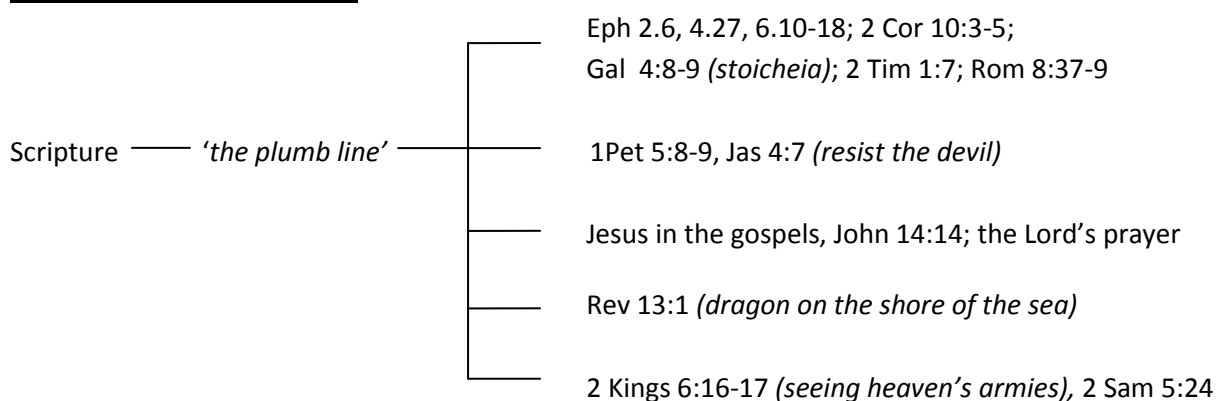 Eph 2.6, 4.27, 6.10-18; 2 Cor 10:3-5;
Gal 4:8-9 (stoicheia); 2 Tim 1:7; Rom 8:37-9
Scripture ‘the plumb line’
1Pet 5:8-9, Jas 4:7 (resist the devil)
Jesus in the gospels, John 14:14; the Lord’s prayer
Rev 13:1 (dragon on the shore of the sea)
2 Kings 6:16-17 (seeing heaven’s armies), 2 Sam 5:24